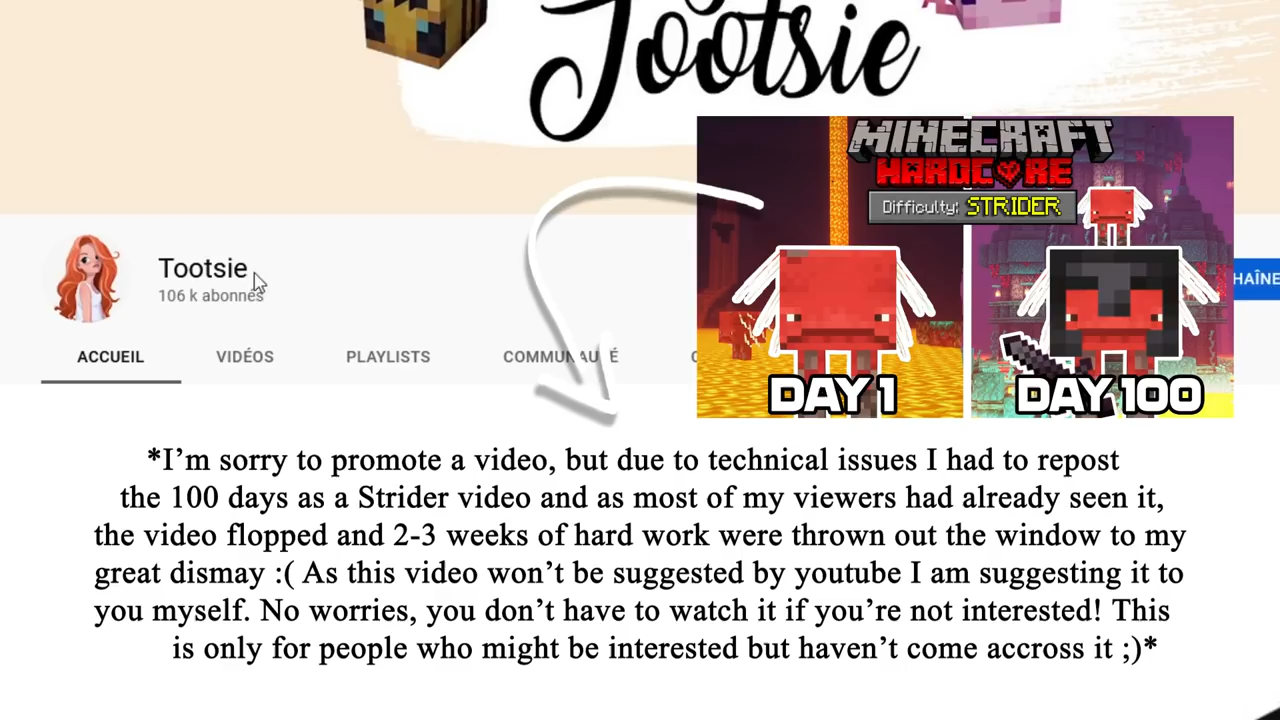 Tootsie
MINECRAFT
HARDCORE
Difficulty: STRIDER
Tootsie
106 k abonnés
HAÎNE
ACCUEIL
VIDÉOS
PLAYLISTS
COMMUNAUTÉ
DAY 1
DAY 100
*I’m sorry to promote a video, but due to technical issues I had to repost
the 100 days as a Strider video and as most of my viewers had already seen it,
the video flopped and 2-3 weeks of hard work were thrown out the window to my
great dismay :( As this video won’t be suggested by youtube I am suggesting it to
you myself. No worries, you don’t have to watch it if you’re not interested! This
is only for people who might be interested but haven’t come accross it ;)*